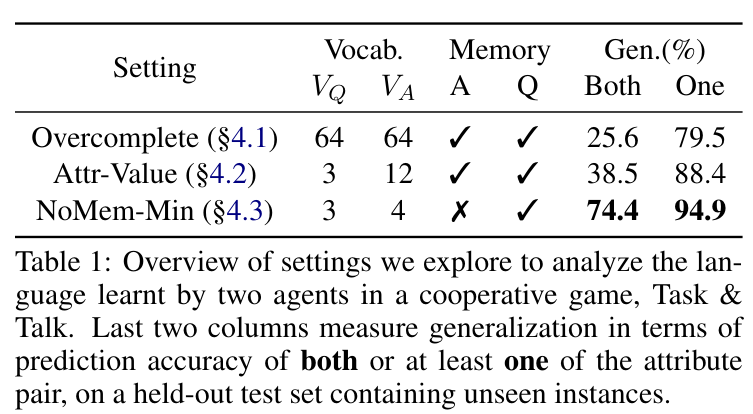 Setting Vocab. Memory Gen.(%)
V_Q V_A A Q Both One
Overcomplete (§4.1) 64 64 ✓ ✓ 25.6 79.5
Attr-Value (§4.2) 3 12 ✓ ✓ 38.5 88.4
NoMem-Min (§4.3) 3 4 ✗ ✓ 74.4 94.9
Table 1: Overview of settings we explore to analyze the lan-
guage learnt by two agents in a cooperative game, Task &
Talk. Last two columns measure generalization in terms of
prediction accuracy of both or at least one of the attribute
pair, on a held-out test set containing unseen instances.